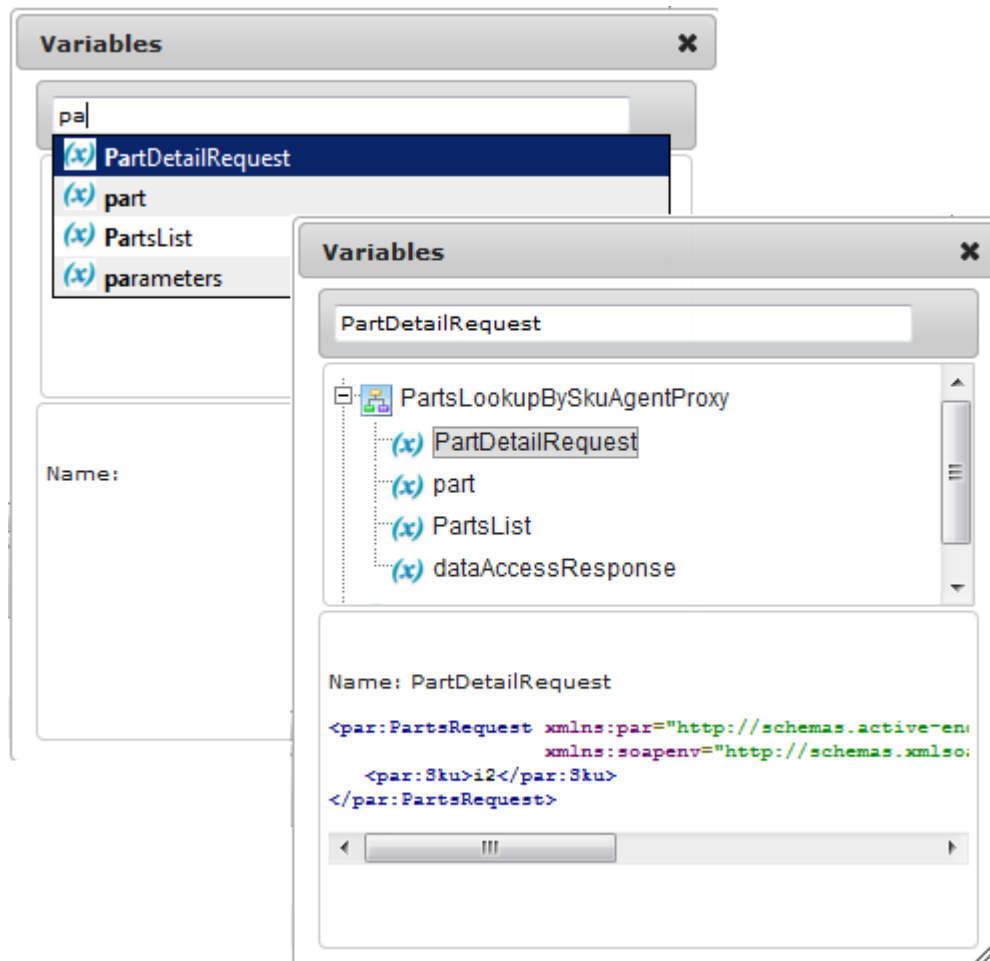 Variables
pa
(x) PartDetailRequest
(x) part
(x) PartsList
(x) parameters
Name:
Variables
PartDetailRequest
PartsLookupBySkuAgentProxy
(x) PartDetailRequest
(x) part
(x) PartsList
(x) dataAccessResponse
Name: PartDetailRequest
<par:PartsRequest xmlns:par="http://schemas.active-en
xmlns:soapenv="http://schemas.xmlsoa
<par:Sku>i2</par:Sku>
</par:PartsRequest>